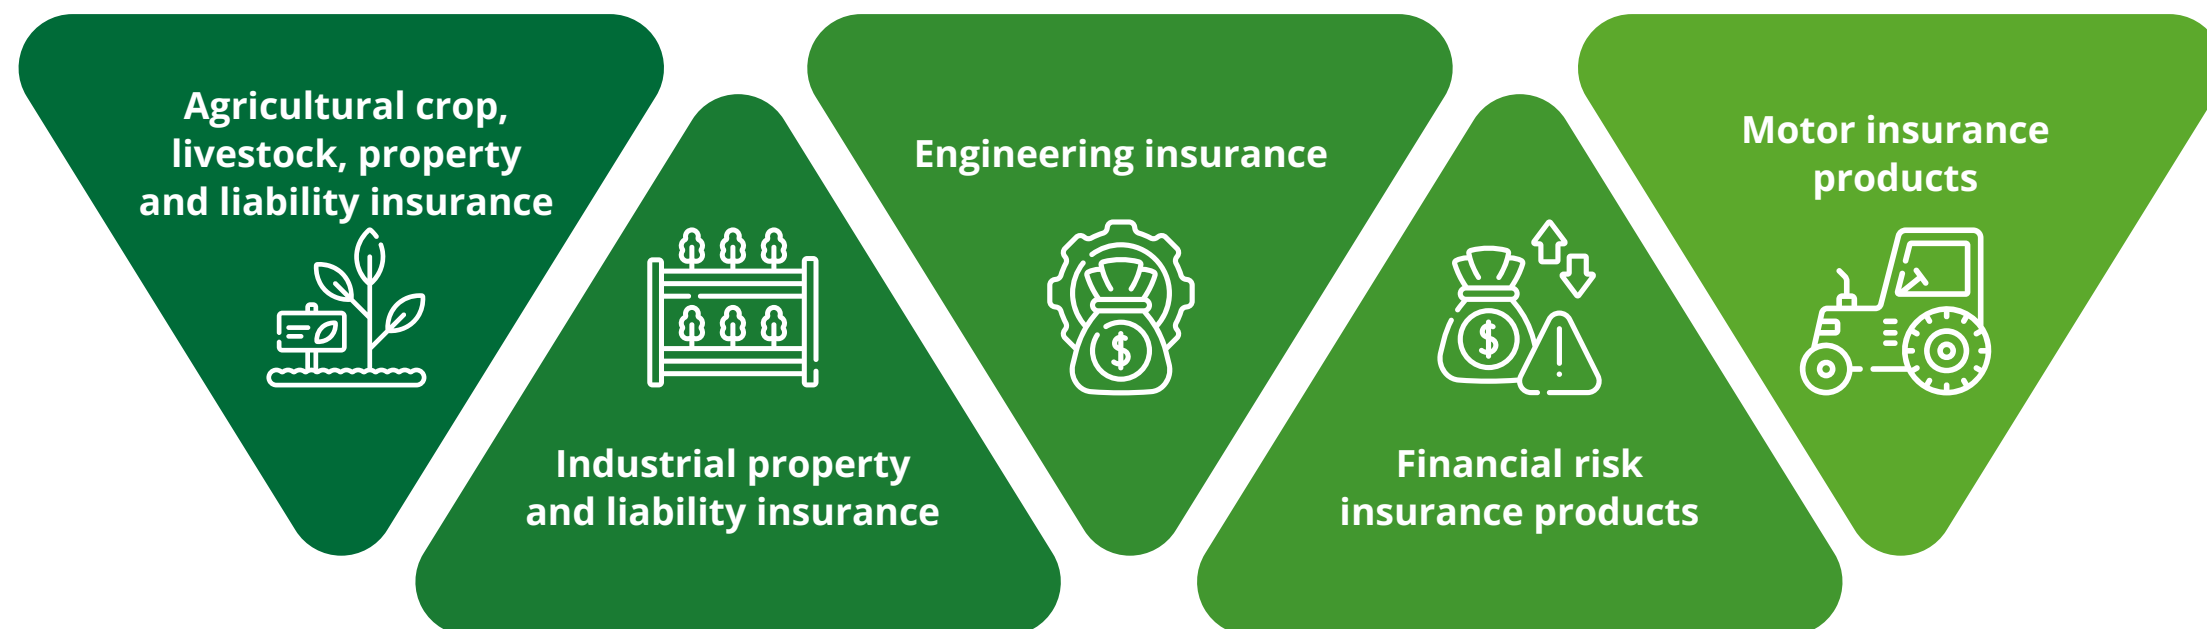 Agricultural crop,
livestock, property
and liability insurance
Industrial property
and liability insurance
Engineering insurance
$
Financial risk
insurance products
$
!
Motor insurance
products